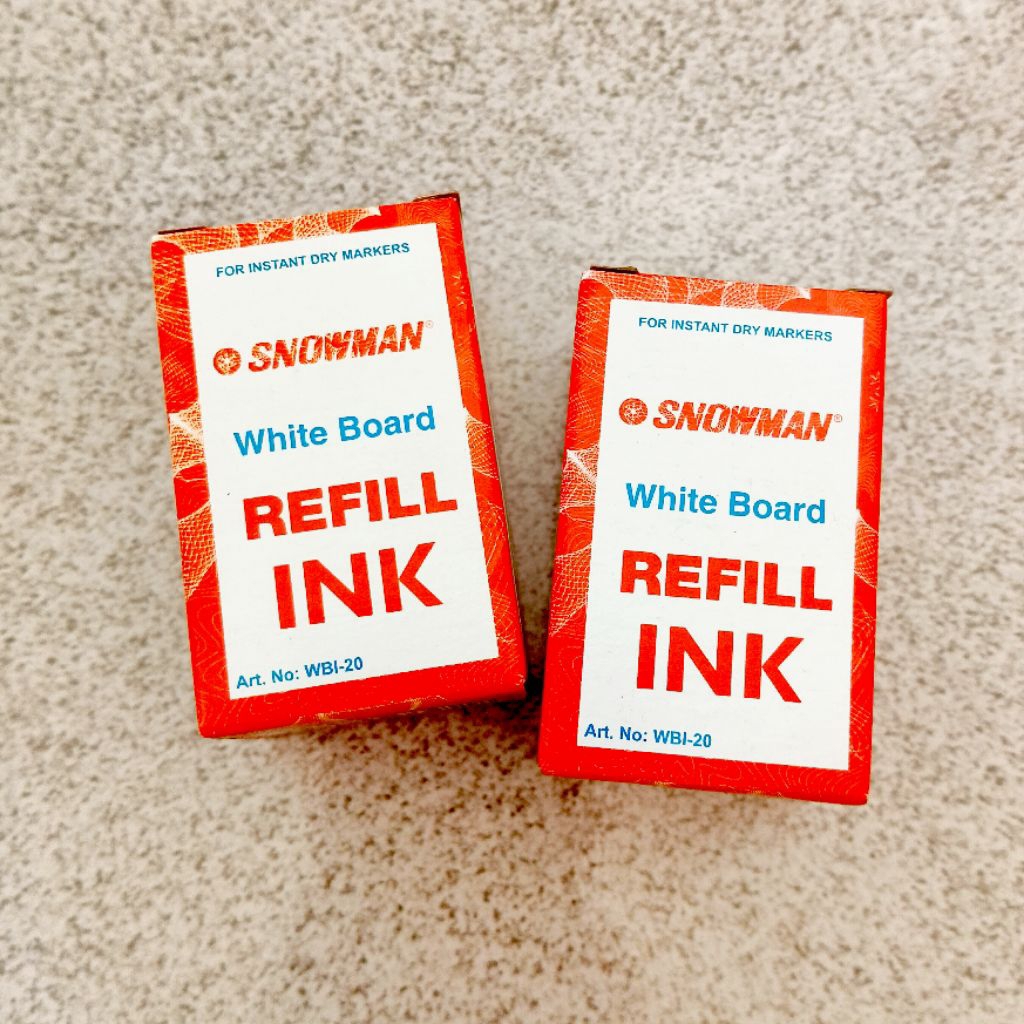 FOR INSTANT DRY MARKERS
SNOWMAN®
White Board
REFILL
INK
Art. No: WBI-20
FOR INSTANT DRY MARKERS
SNOWMAN®
White Board
REFILL
INK
Art. No: WBI-20